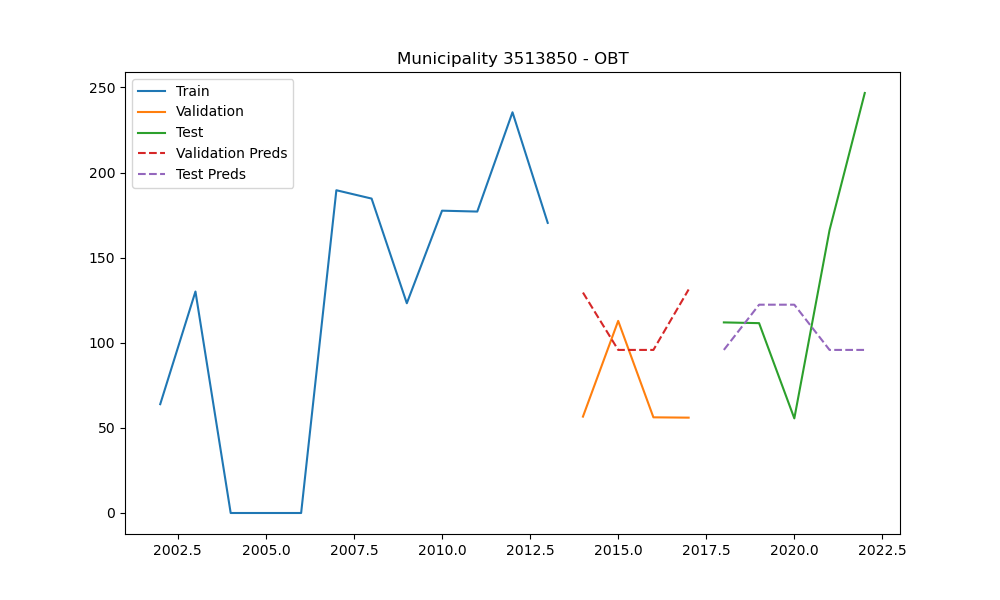 Municipality 3513850 - OBT
Train
Validation
Test
Validation Preds
Test Preds
250
200
150
100
50
0
2002.5 2005.0 2007.5 2010.0 2012.5 2015.0 2017.5 2020.0 2022.5